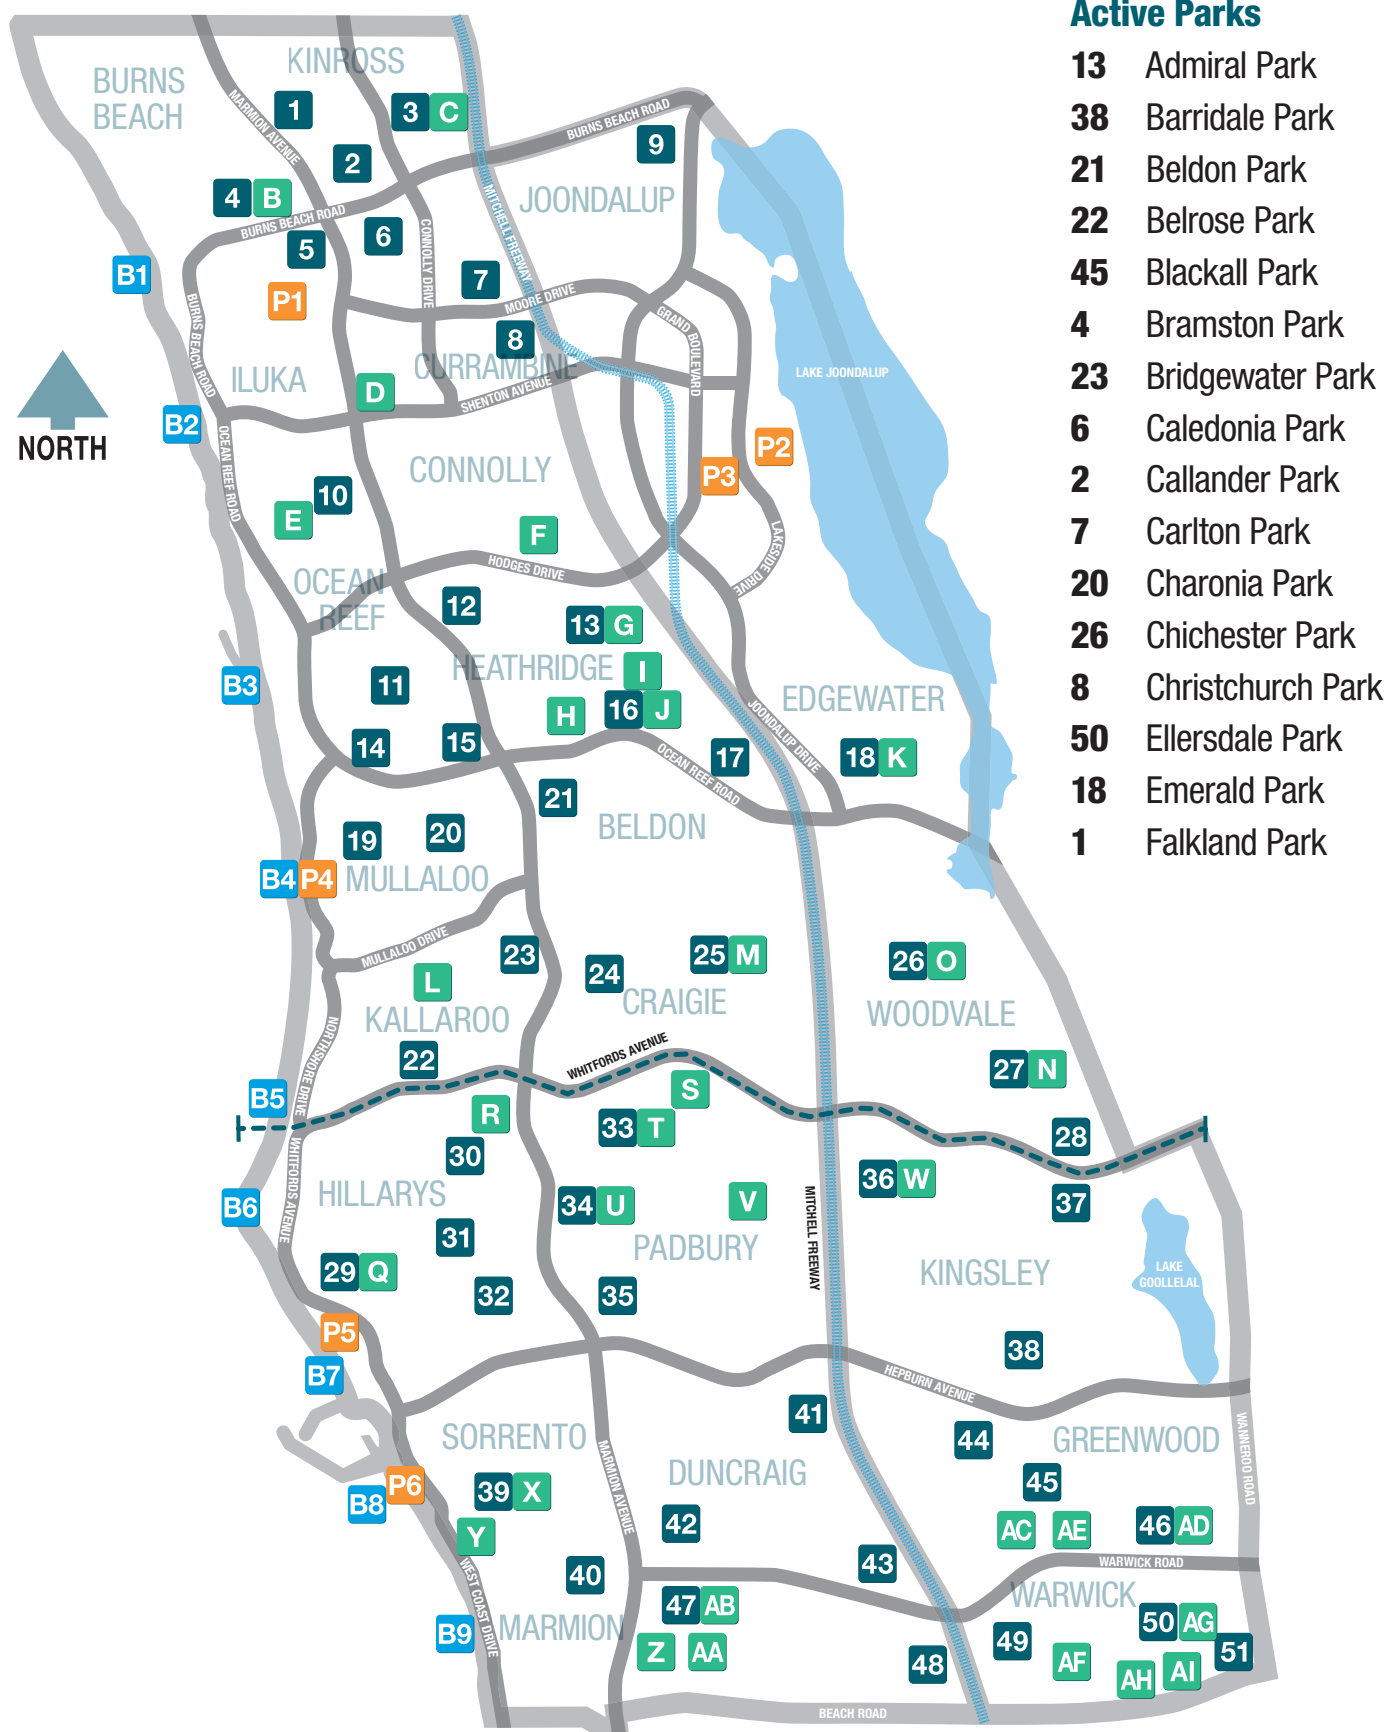 Active Parks
13 Admiral Park
38 Barridale Park
21 Beldon Park
22 Belrose Park
45 Blackall Park
4 Bramston Park
23 Bridgewater Park
6 Caledonia Park
2 Callander Park
7 Carlton Park
20 Charonia Park
26 Chichester Park
8 Christchurch Park
50 Ellersdale Park
18 Emerald Park
1 Falkland Park
KINROSS
BURNS
BEACH
1
3 C
MARMION AVENUE
BURNS BEACH ROAD
9
2
4 B
BURNS BEACH ROAD
JOONDALUP
MITCHELL FREEWAY
CONNOLLY DRIVE
5
6
B1
P1
7
MOORE DRIVE
BURNS BEACH ROAD
GRAND BOULEVARD
8
CURRAMBINE
ILUKA
D
SHENTON AVENUE
LAKE JOONDALUP
NORTH
B2
OCEAN REEF ROAD
CONNOLLY
P2
P3
10
E
F
LAKESIDE DRIVE
HODGES DRIVE
OCEAN
REEF
12
13 G
HEATHRIDGE
I
B3
11
H
16 J
EDGEWATER
JOONDALUP DRIVE
14
15
OCEAN REEF ROAD
17
18 K
21
BELDON
19
20
B4 P4
MULLALOO
MULLALOO DRIVE
23
24
25 M
26 O
L
CRAIGIE
KALLAROO
WOODVALE
NORTHSHORE DRIVE
22
WHITFORDS AVENUE
27 N
B5
S
R
33 T
28
30
WHITFORDS AVENUE
36 W
HILLARYS
B6
34 U
V
37
MITCHELL FREEWAY
31
PADBURY
KINGSLEY
LAKE
GOOLLELAL
29 Q
32
35
P5
38
B7
HEPBURN AVENUE
41
SORRENTO
44
GREENWOOD
MARMION AVENUE
DUNCRAIG
WANNEROO ROAD
P6
39 X
45
B8
42
AC
AE
46 AD
Y
43
WARWICK ROAD
40
WEST COAST DRIVE
WARWICK
47 AB
MARMION
B9
50 AG
49
Z
AA
51
48
AF
AH
AI
BEACH ROAD